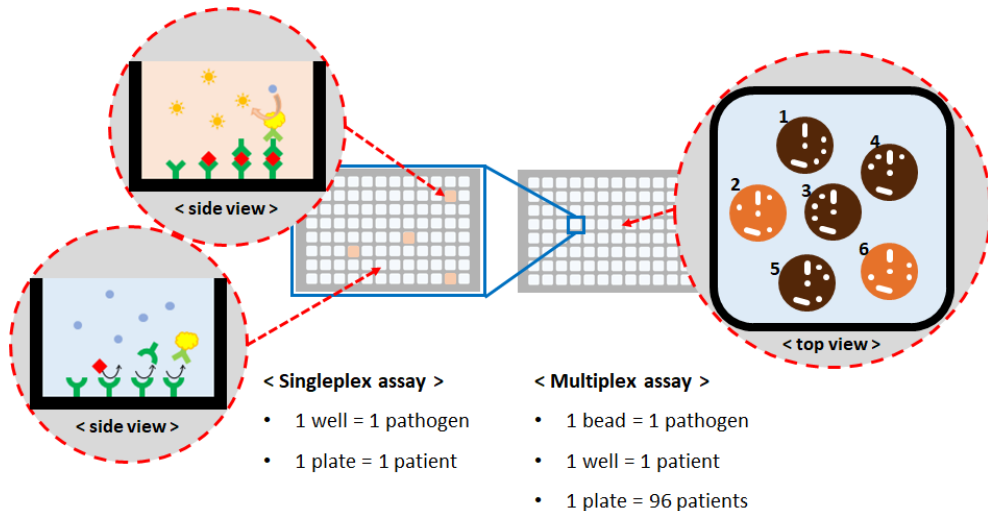 < side view >
< side view >
1
2
3
4
5
6
< top view >
< Singleplex assay >
• 1 well = 1 pathogen
• 1 plate = 1 patient
< Multiplex assay >
• 1 bead = 1 pathogen
• 1 well = 1 patient
• 1 plate = 96 patients